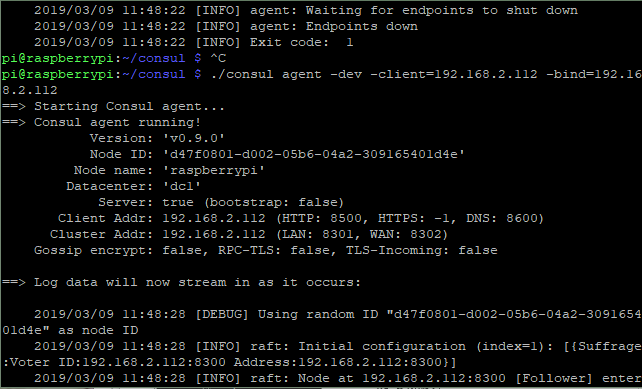 2019/03/09 11:48:22 [INFO] agent: Waiting for endpoints to shut down
2019/03/09 11:48:22 [INFO] agent: Endpoints down
2019/03/09 11:48:22 [INFO] Exit code:  1
pi@raspberrypi:~/consul $ ^C
pi@raspberrypi:~/consul $ ./consul agent -dev -client=192.168.2.112 -bind=192.16
8.2.112
==> Starting Consul agent...
==> Consul agent running!
Version: 'v0.9.0'
Node ID: 'd47f0801-d002-05b6-04a2-309165401d4e'
Node name: 'raspberrypi'
Datacenter: 'dc1'
Server: true (bootstrap: false)
Client Addr: 192.168.2.112 (HTTP: 8500, HTTPS: -1, DNS: 8600)
Cluster Addr: 192.168.2.112 (LAN: 8301, WAN: 8302)
Gossip encrypt: false, RPC-TLS: false, TLS-Incoming: false
==> Log data will now stream in as it occurs:
2019/03/09 11:48:28 [DEBUG] Using random ID "d47f0801-d002-05b6-04a2-3091654
01d4e" as node ID
2019/03/09 11:48:28 [INFO] raft: Initial configuration (index=1): [{Suffrage
:Voter ID:192.168.2.112:8300 Address:192.168.2.112:8300}]
2019/03/09 11:48:28 [INFO] raft: Node at 192.168.2.112:8300 [Follower] enter